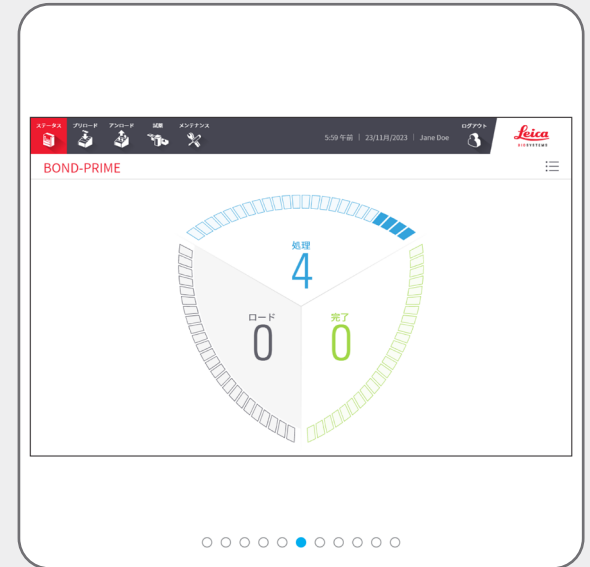 ステータス
プリロード
アンロード
試薬
メンテナンス
5:59 午前
23/11月/2023
Jane Doe
ログアウト
Leica
BIOSYSTEMS
BOND-PRIME
処理
4
ロード
0
完了
0